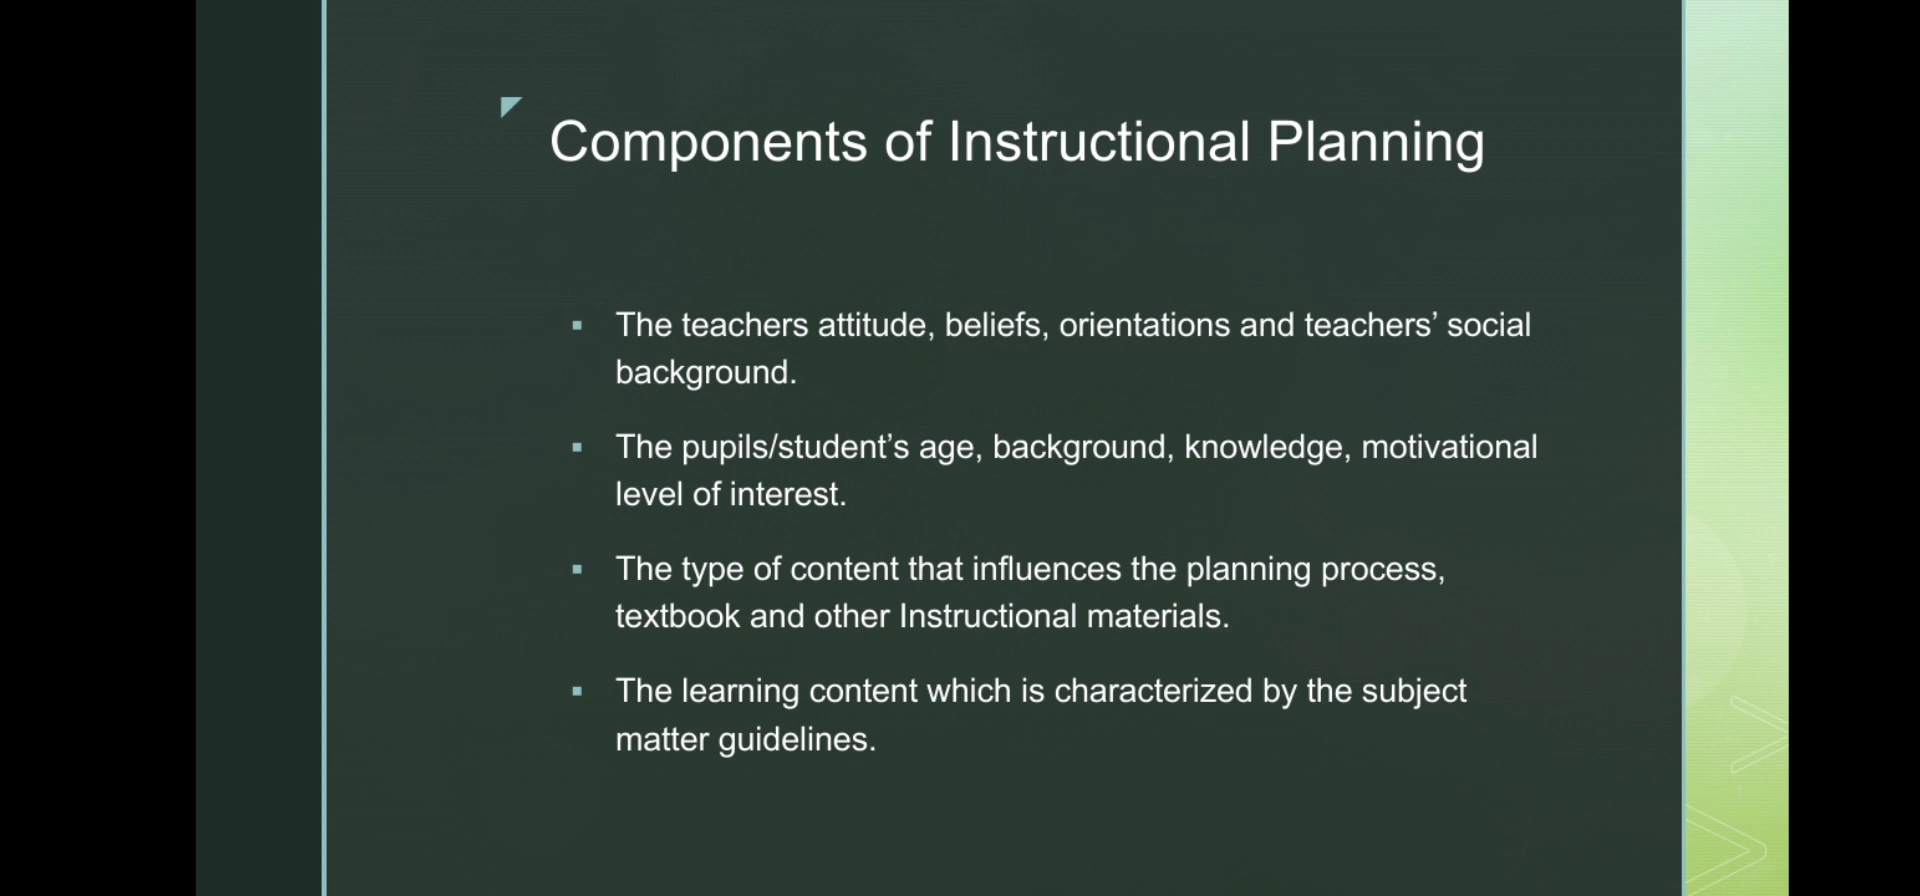 Components of Instructional Planning
▪ The teachers attitude, beliefs, orientations and teachers’ social
background.
▪ The pupils/student’s age, background, knowledge, motivational
level of interest.
▪ The type of content that influences the planning process,
textbook and other Instructional materials.
▪ The learning content which is characterized by the subject
matter guidelines.